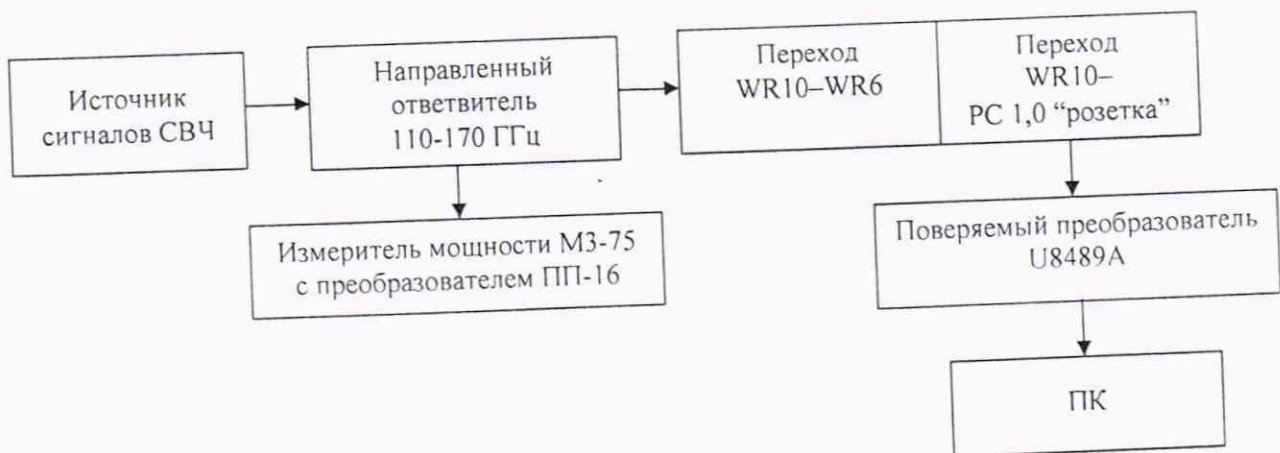 Источник
сигналов СВЧ
Направленный
ответвитель
110-170 ГГц
Переход
WR10–WR6
Переход
WR10–
РС 1,0 “розетка”
Измеритель мощности М3-75
с преобразователем ПП-16
Поверяемый преобразователь
U8489A
ПК